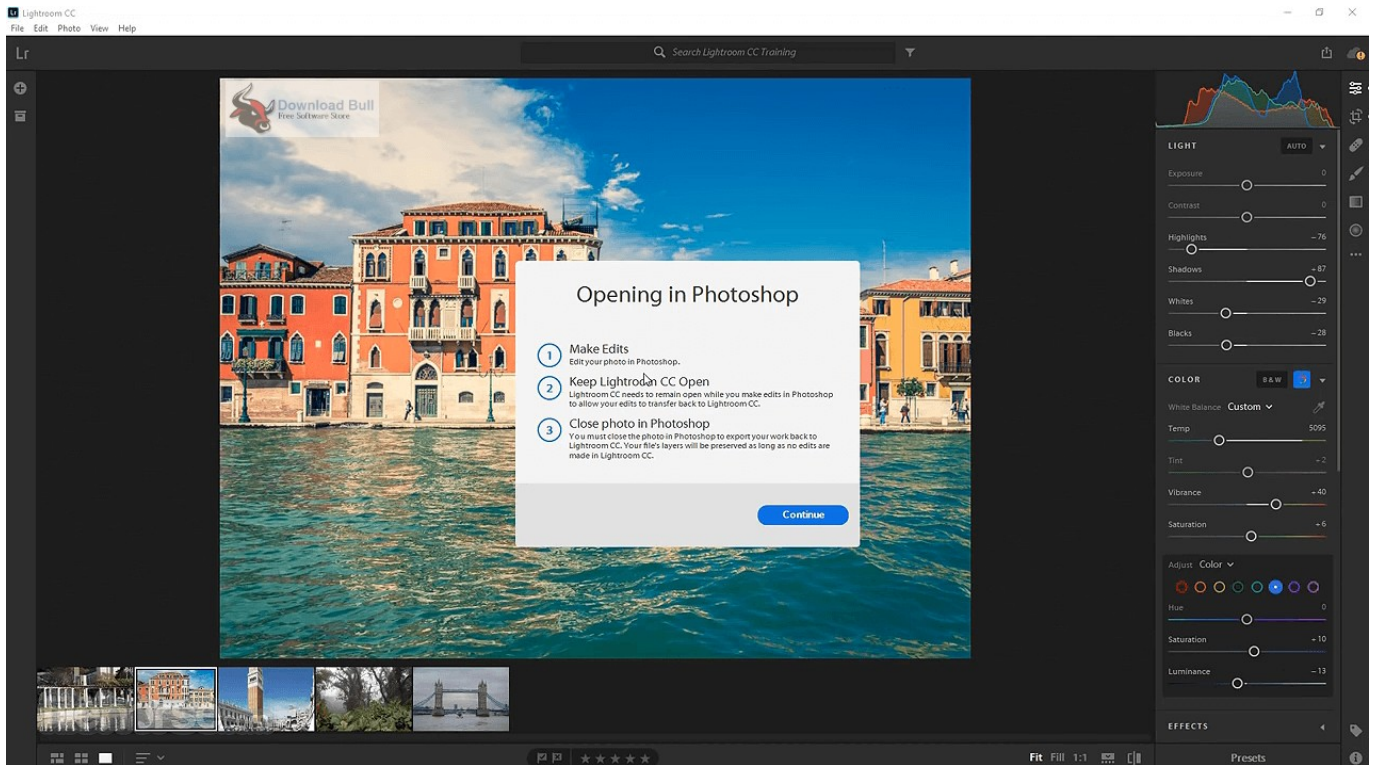 Lr Lightroom CC
File Edit Photo View Help
Lr
Search Lightroom CC Training
Download Bull
Free Software Store
LIGHT AUTO
Exposure 0
Contrast 0
Highlights – 76
Shadows + 87
Whites – 29
Blacks – 28
COLOR B&W
White Balance Custom
Temp 5095
Tint + 2
Vibrance + 40
Saturation + 6
Adjust Color
Hue 0
Saturation + 10
Luminance – 13
EFFECTS
Opening in Photoshop
1 Make Edits
Edit your photo in Photoshop.
2 Keep Lightroom CC Open
Lightroom CC needs to remain open while you make edits in Photoshop
to allow your edits to transfer back to Lightroom CC.
3 Close photo in Photoshop
You must close the photo in Photoshop to export your work back to
Lightroom CC. Your file's layers will be preserved as long as no edits are
made in Lightroom CC.
Continue
Fit Fill 1:1
Presets